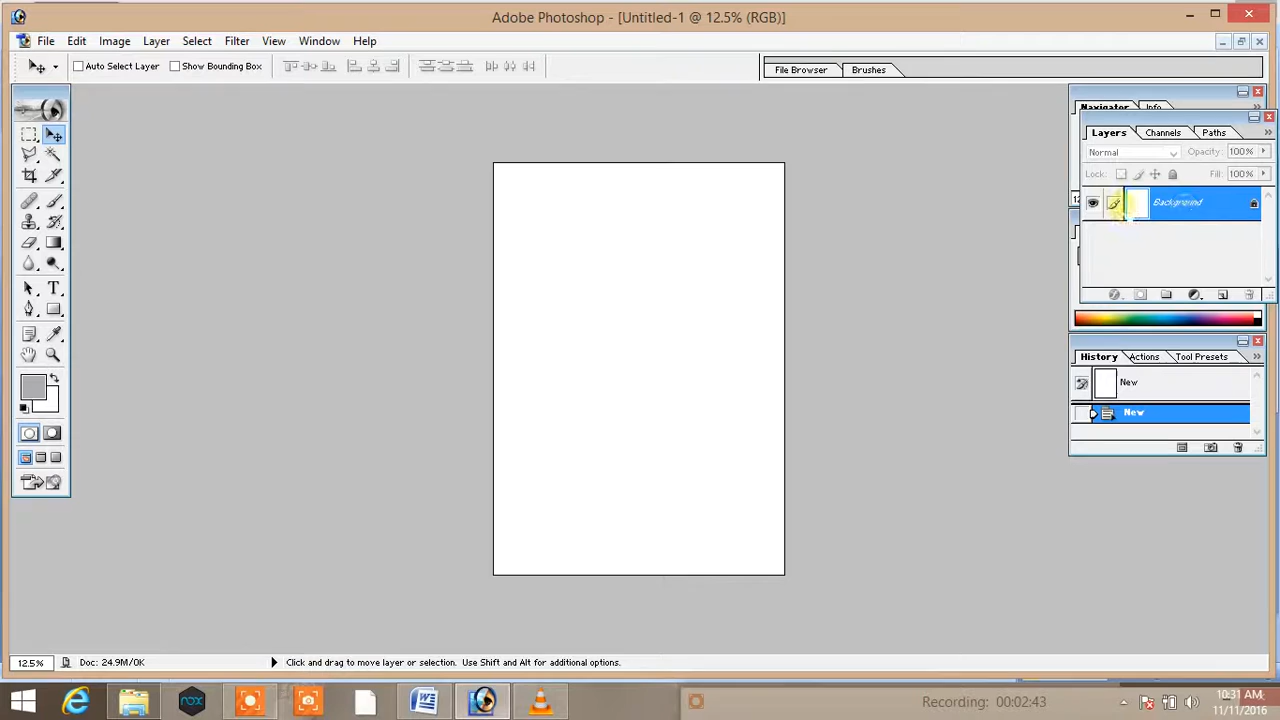 Adobe Photoshop - [Untitled-1 @ 12.5% (RGB)]
File Edit Image Layer Select Filter View Window Help
Auto Select Layer Show Bounding Box File Browser Brushes
Navigator Info
Layers Channels Paths
Normal Opacity: 100%
Lock: Fill: 100%
Background
History Actions Tool Presets
New
New
12.5% Doc: 24.9M/0K Click and drag to move layer or selection. Use Shift and Alt for additional options.
nox
Recording: 00:02:43
10:31 AM
11/11/2016